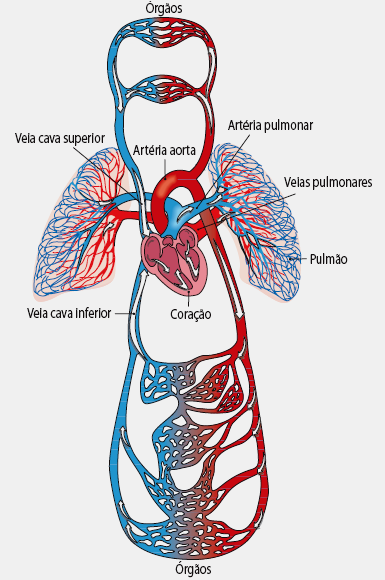 Órgãos
Artéria pulmonar
Veia cava superior
Artéria aorta
Veias pulmonares
Pulmão
Veia cava inferior
Coração
Órgãos